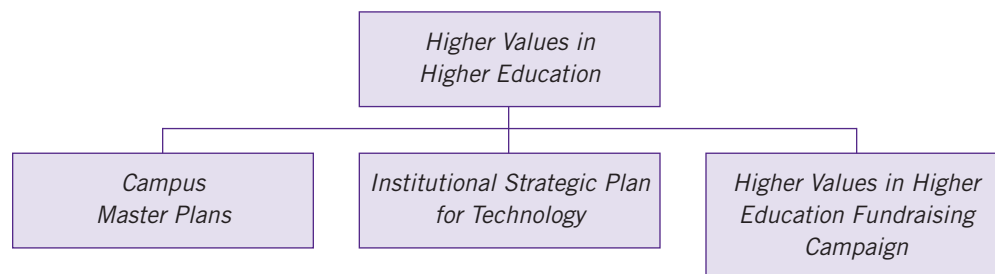 Higher Values in
Higher Education
Campus
Master Plans
Institutional Strategic Plan
for Technology
Higher Values in Higher
Education Fundraising
Campaign